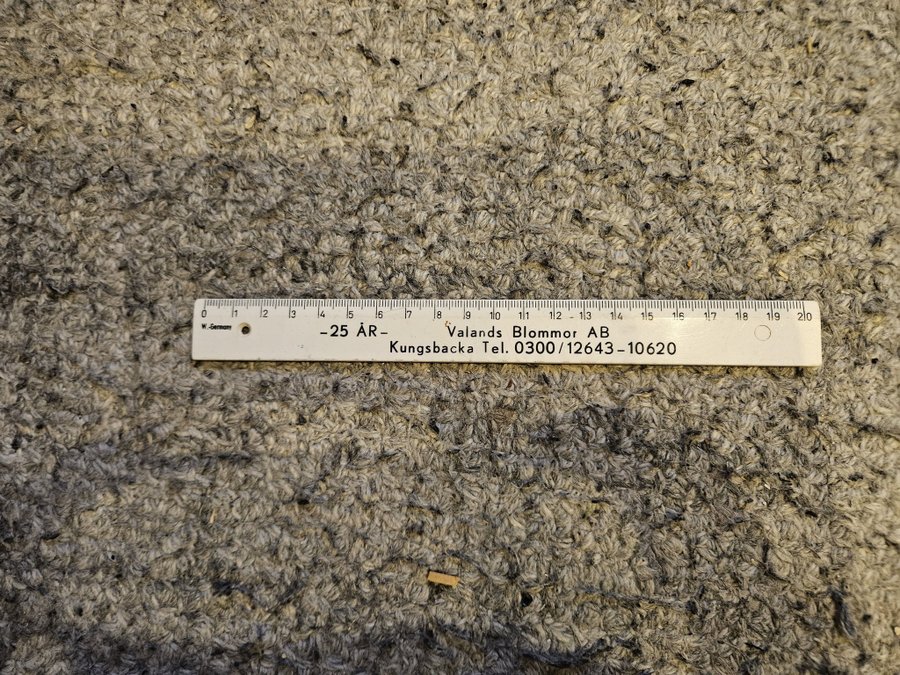 0 1 2 3 4 5 6 7 8 9 10 11 12 13 14 15 16 17 18 19 20
W.-Germany
-25 ÅR- Valands Blommor AB
Kungsbacka Tel. 0300/12643-10620